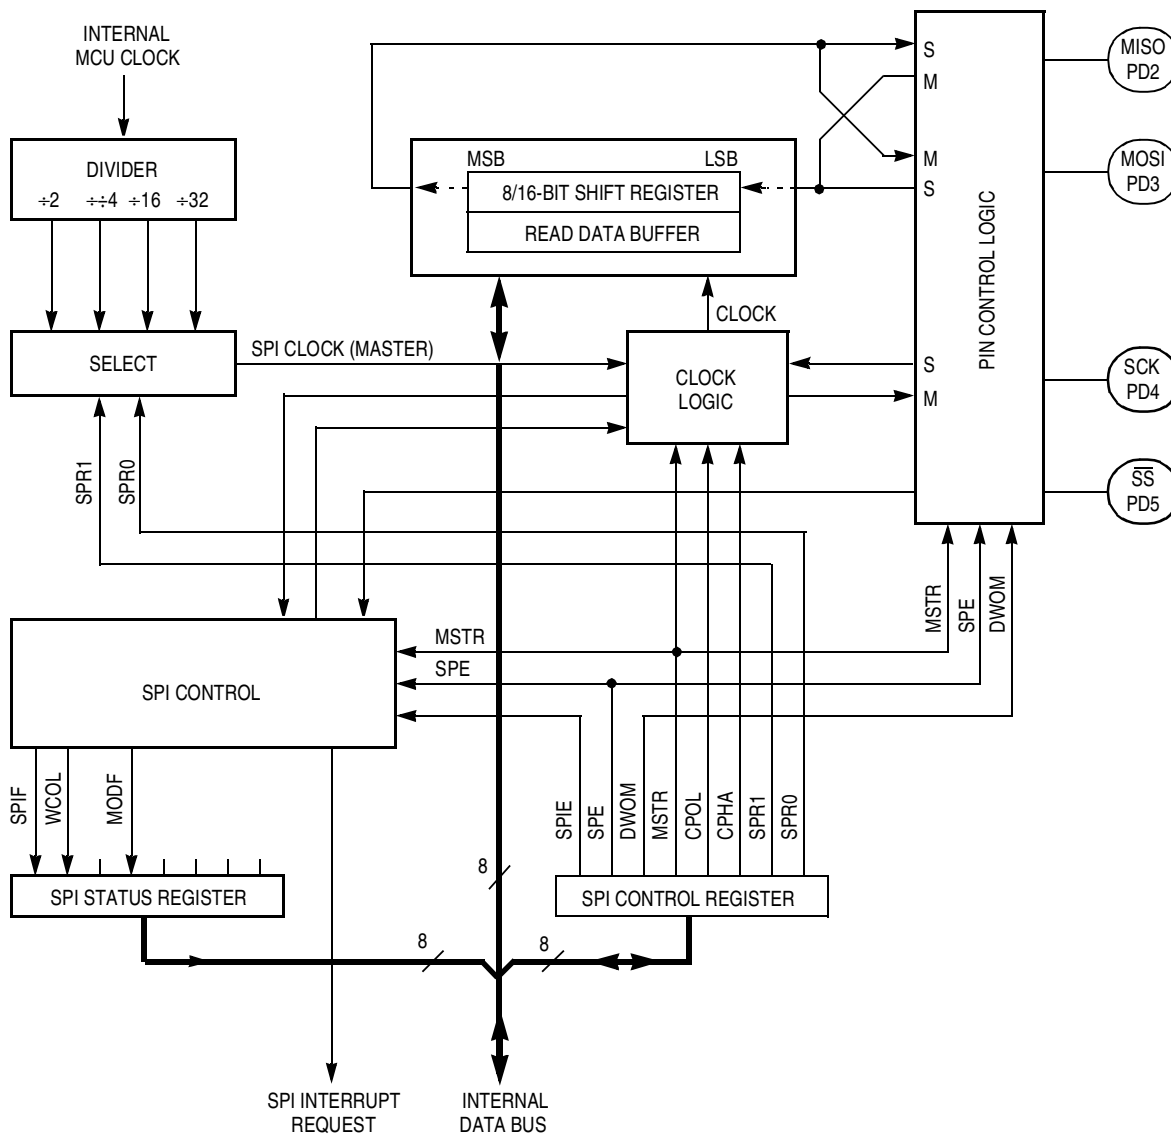 INTERNAL
MCU CLOCK
DIVIDER
÷2 ÷÷4 ÷16 ÷32
SELECT
SPI CLOCK (MASTER)
SPR1
SPR0
MSB LSB
8/16-BIT SHIFT REGISTER
READ DATA BUFFER
CLOCK
CLOCK
LOGIC
S
M
M
S
S
M
PIN CONTROL LOGIC
MISO
PD2
MOSI
PD3
SCK
PD4
SS
PD5
MSTR
SPE
DWOM
MSTR
SPE
SPI CONTROL
SPIF
WCOL
MODF
SPI STATUS REGISTER
SPIE
SPE
DWOM
MSTR
CPOL
CPHA
SPR1
SPR0
SPI CONTROL REGISTER
8
8
8
SPI INTERRUPT
REQUEST
INTERNAL
DATA BUS